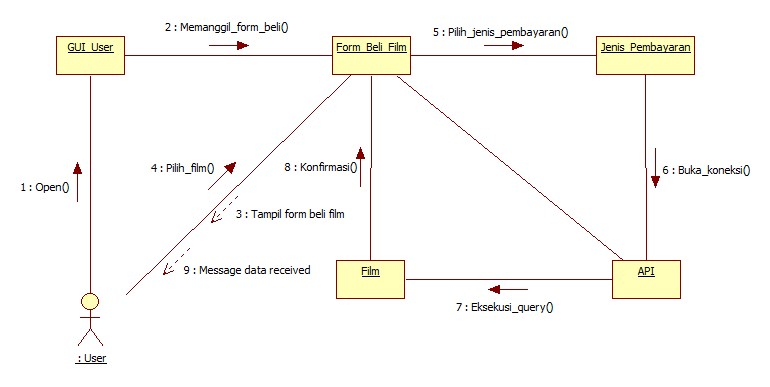 2 : Memanggil_form_beli()
5 : Pilih_jenis_pembayaran()
GUI_User
Form_Beli_Film
Jenis_Pembayaran
4 : Pilih_film()
8 : Konfirmasi()
6 : Buka_koneksi()
1 : Open()
3 : Tampil form beli film
9 : Message data received
Film
API
7 : Eksekusi_query()
: User